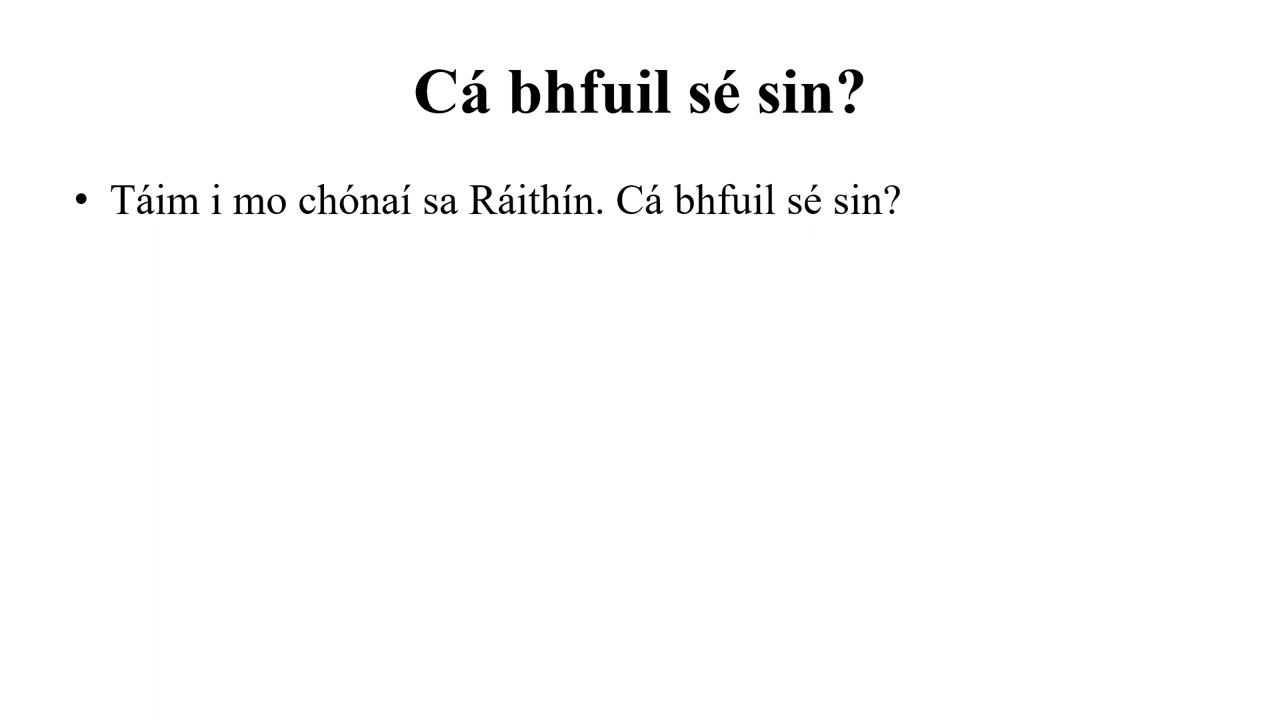 Cá bhfuil sé sin?
• Táim i mo chónaí sa Ráithín. Cá bhfuil sé sin?